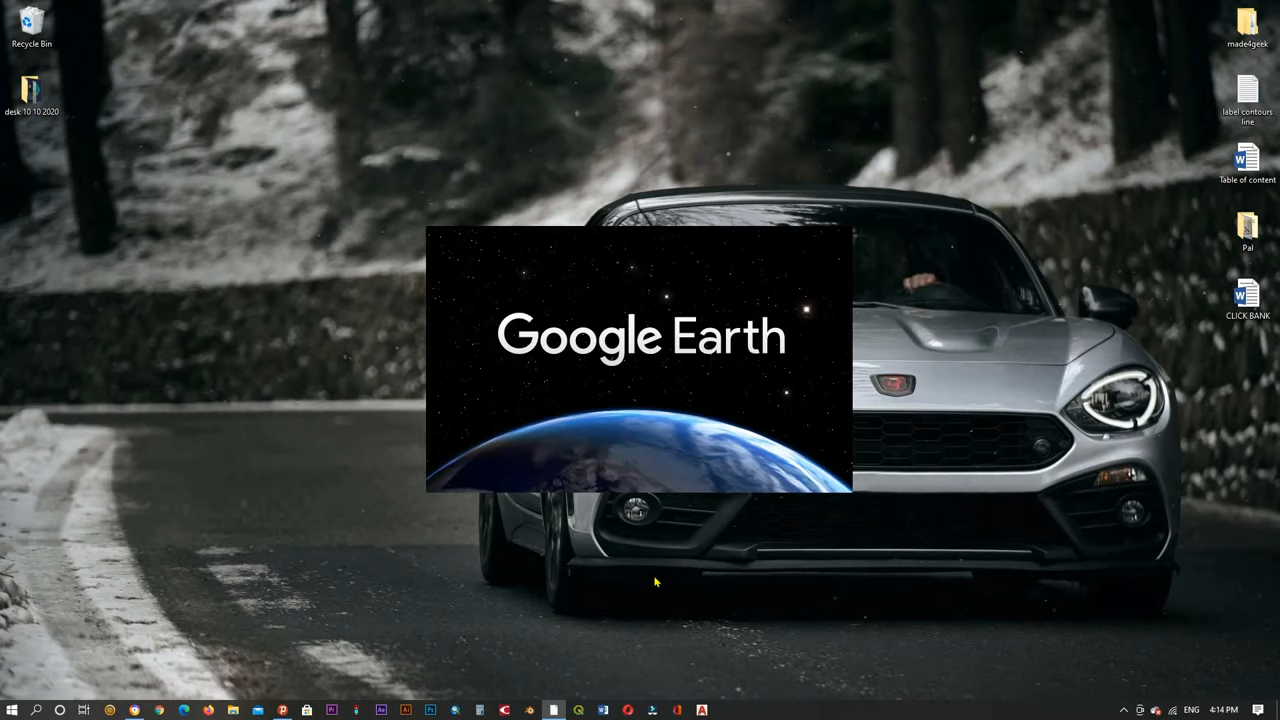 Recycle Bin
desk 10 10 2020
made4geek
label contours
line
Table of content
Pal
CLICK BANK
Google Earth
ENG
4:14 PM